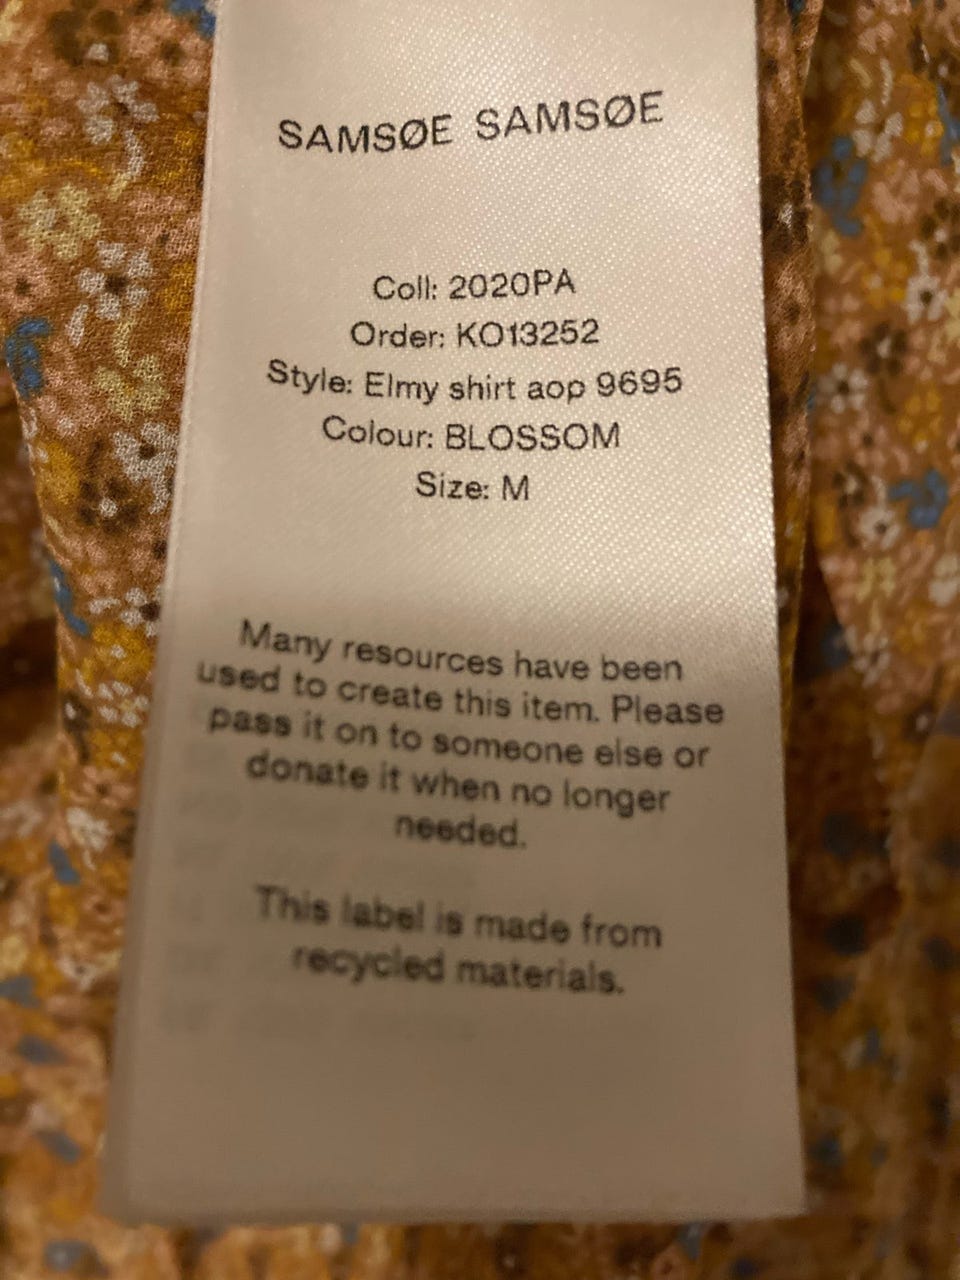 SAMSØE SAMSØE
Coll: 2020PA
Order: KO13252
Style: Elmy shirt aop 9695
Colour: BLOSSOM
Size: M
Many resources have been
used to create this item. Please
pass it on to someone else or
donate it when no longer
needed.
This label is made from
recycled materials.